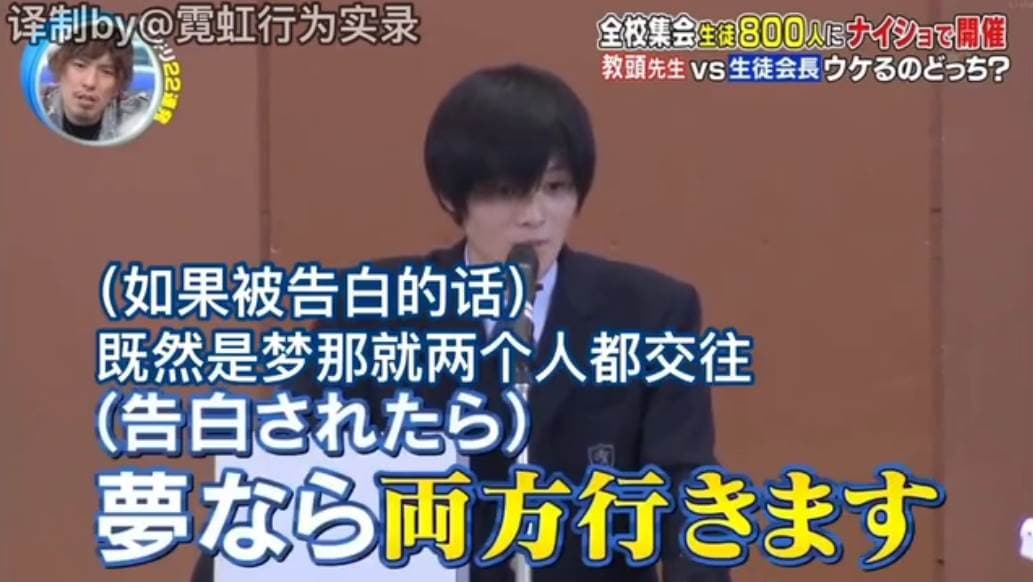 译制by@霓虹行为实录
全校集会生徒800人にナイショで開催
教頭先生vs生徒会長ウケるのどっち?
22連発
(如果被告白的话)
既然是梦那就两个人都交往
(告白されたら)
夢なら両方行きます